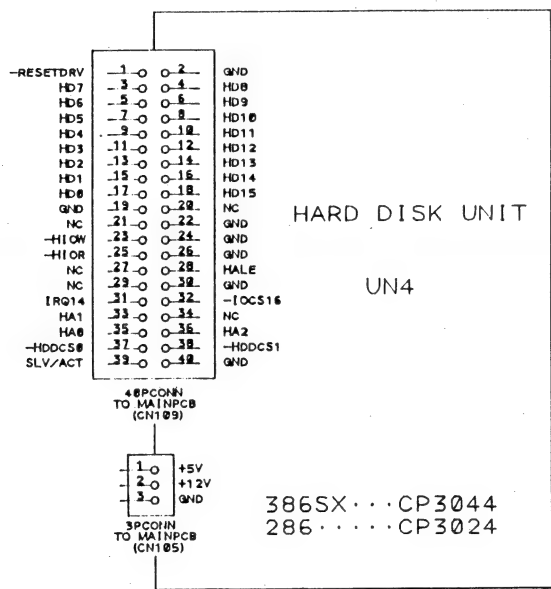 -RESETDRV 1 2 GND
HD7 3 4 HD8
HD6 5 6 HD9
HD5 7 8 HD10
HD4 9 10 HD11
HD3 11 12 HD12
HD2 13 14 HD13
HD1 15 16 HD14
HD0 17 18 HD15
GND 19 20 NC
NC 21 22 GND
-HIOW 23 24 GND
-HIOR 25 26 GND
NC 27 28 HALE
NC 29 30 GND
IRQ14 31 32 -IOCS16
HA1 33 34 NC
HA0 35 36 HA2
-HDDCS0 37 38 -HDDCS1
SLV/ACT 39 40 GND
40PCONN
TO MAINPCB
(CN109)
HARD DISK UNIT
UN4
1 +5V
2 +12V
3 GND
3PCONN
TO MAINPCB
(CN105)
386SX···CP3044
286·····CP3024